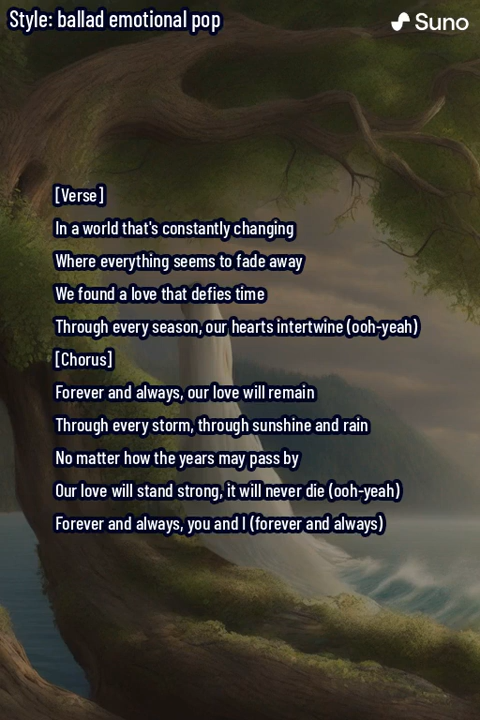 Style: ballad emotional pop
Suno
[Verse]
In a world that's constantly changing
Where everything seems to fade away
We found a love that defies time
Through every season, our hearts intertwine (ooh-yeah)
[Chorus]
Forever and always, our love will remain
Through every storm, through sunshine and rain
No matter how the years may pass by
Our love will stand strong, it will never die (ooh-yeah)
Forever and always, you and I (forever and always)